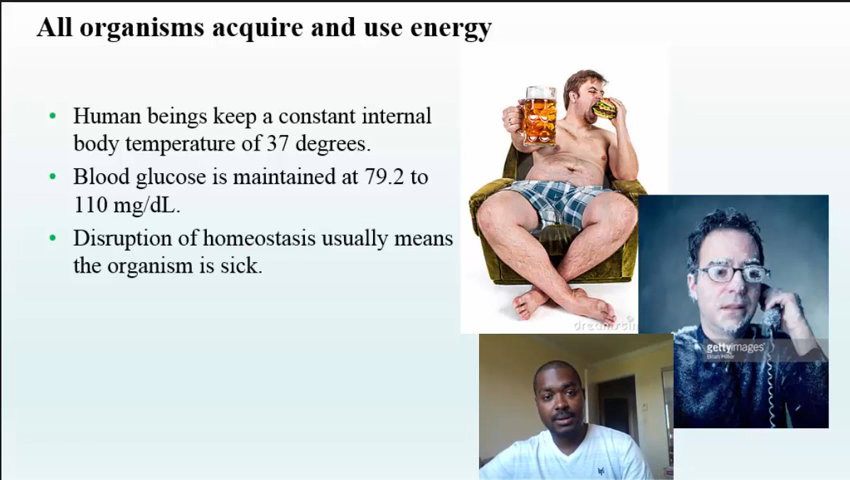 All organisms acquire and use energy
• Human beings keep a constant internal
body temperature of 37 degrees.
• Blood glucose is maintained at 79.2 to
110 mg/dL.
• Disruption of homeostasis usually means
the organism is sick.
gettyimages